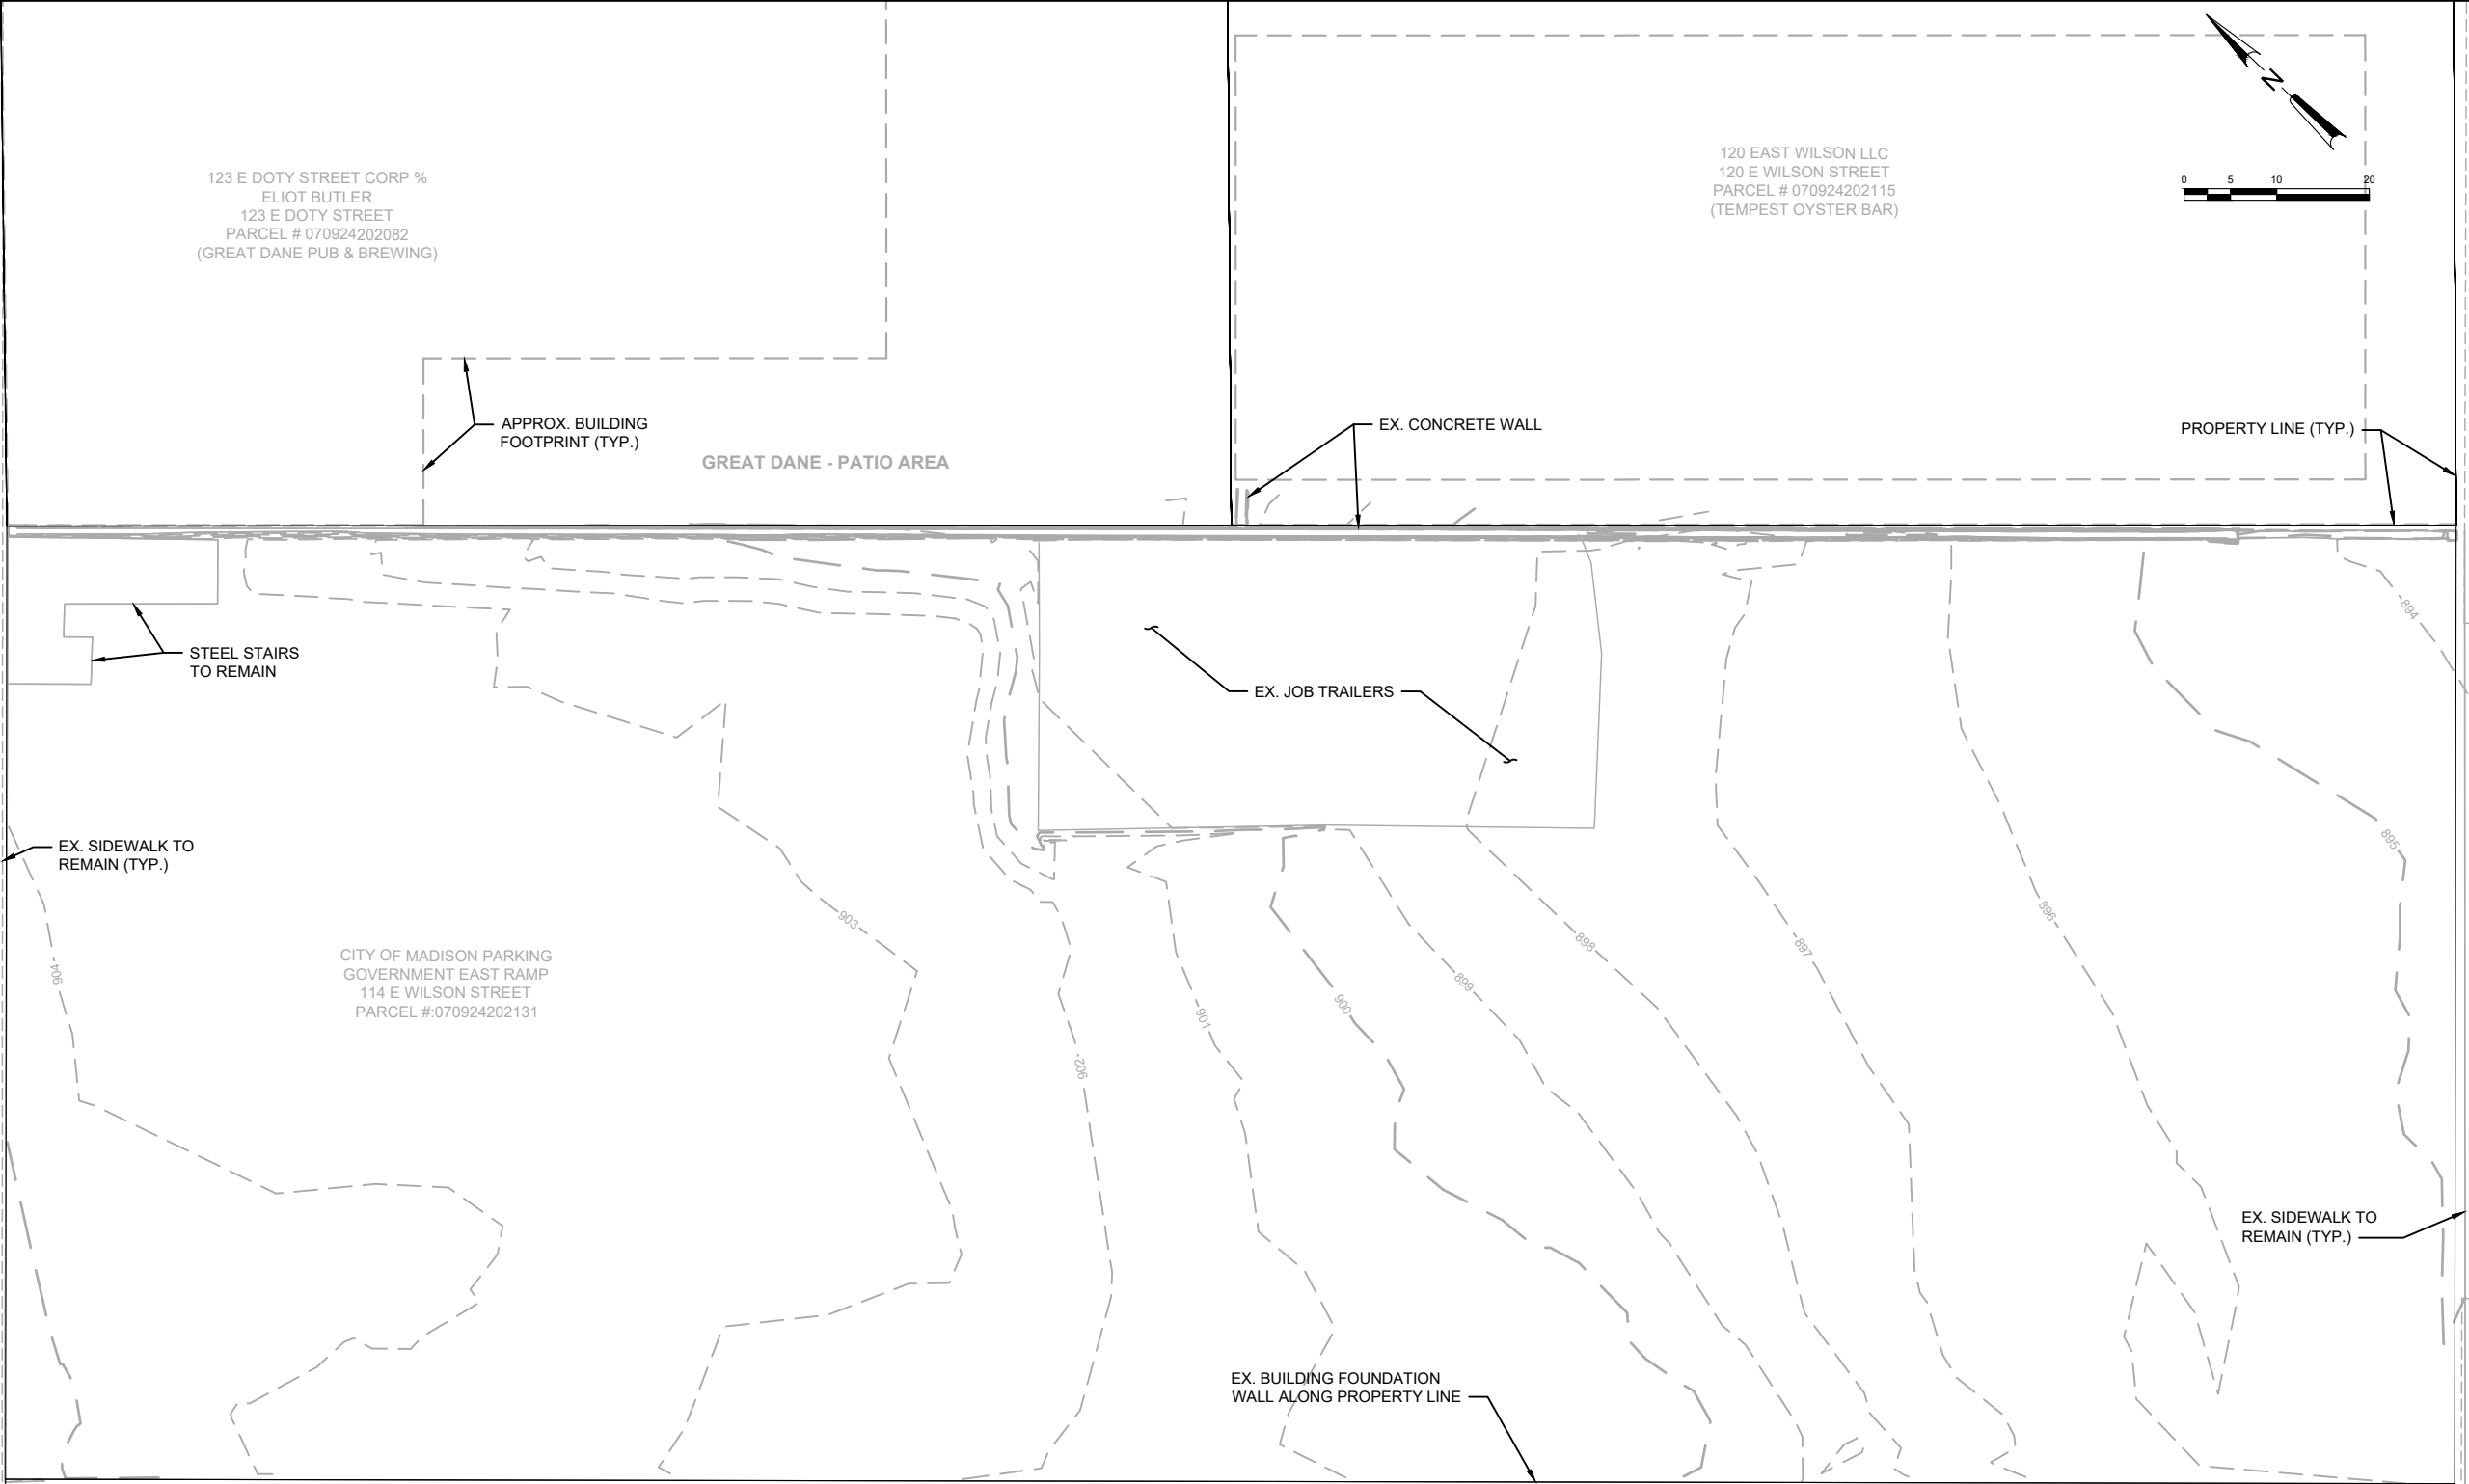 123 E DOTY STREET CORP %
ELIOT BUTLER
123 E DOTY STREET
PARCEL # 070924202082
(GREAT DANE PUB & BREWING)
120 EAST WILSON LLC
120 E WILSON STREET
PARCEL # 070924202115
(TEMPEST OYSTER BAR)
N
0 5 10 20
APPROX. BUILDING
FOOTPRINT (TYP.)
GREAT DANE - PATIO AREA
EX. CONCRETE WALL
PROPERTY LINE (TYP.)
894
STEEL STAIRS
TO REMAIN
EX. JOB TRAILERS
EX. SIDEWALK TO
REMAIN (TYP.)
895
903
896
898
897
904
CITY OF MADISON PARKING
GOVERNMENT EAST RAMP
114 E WILSON STREET
PARCEL #:070924202131
899
900
901
902
EX. SIDEWALK TO
REMAIN (TYP.)
EX. BUILDING FOUNDATION
WALL ALONG PROPERTY LINE